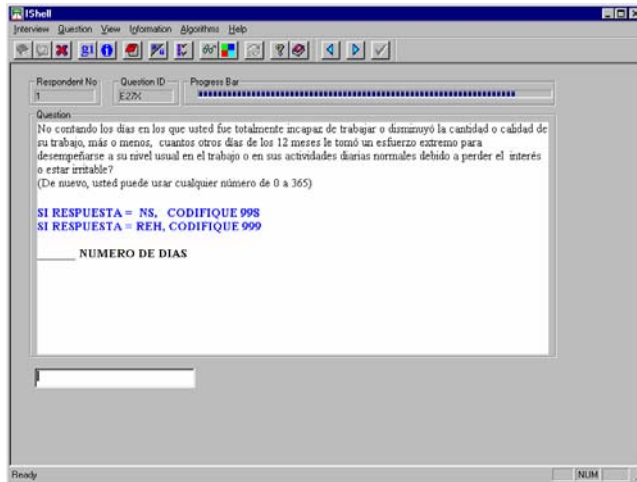 IShell
Interview Question View Information Algorithms Help
Respondent No
1
Question ID
E27X
Progress Bar
Question
No contando los días en los que usted fue totalmente incapaz de trabajar o disminuyó la cantidad o calidad de
su trabajo, más o menos, cuantos otros días de los 12 meses le tomó un esfuerzo extremo para
desempeñarse a su nivel usual en el trabajo o en sus actividades diarias normales debido a perder el interés
o estar irritable?
(De nuevo, usted puede usar cualquier número de 0 a 365)
SI RESPUESTA = NS, CODIFIQUE 998
SI RESPUESTA = REH, CODIFIQUE 999
______ NUMERO DE DIAS
Ready
NUM